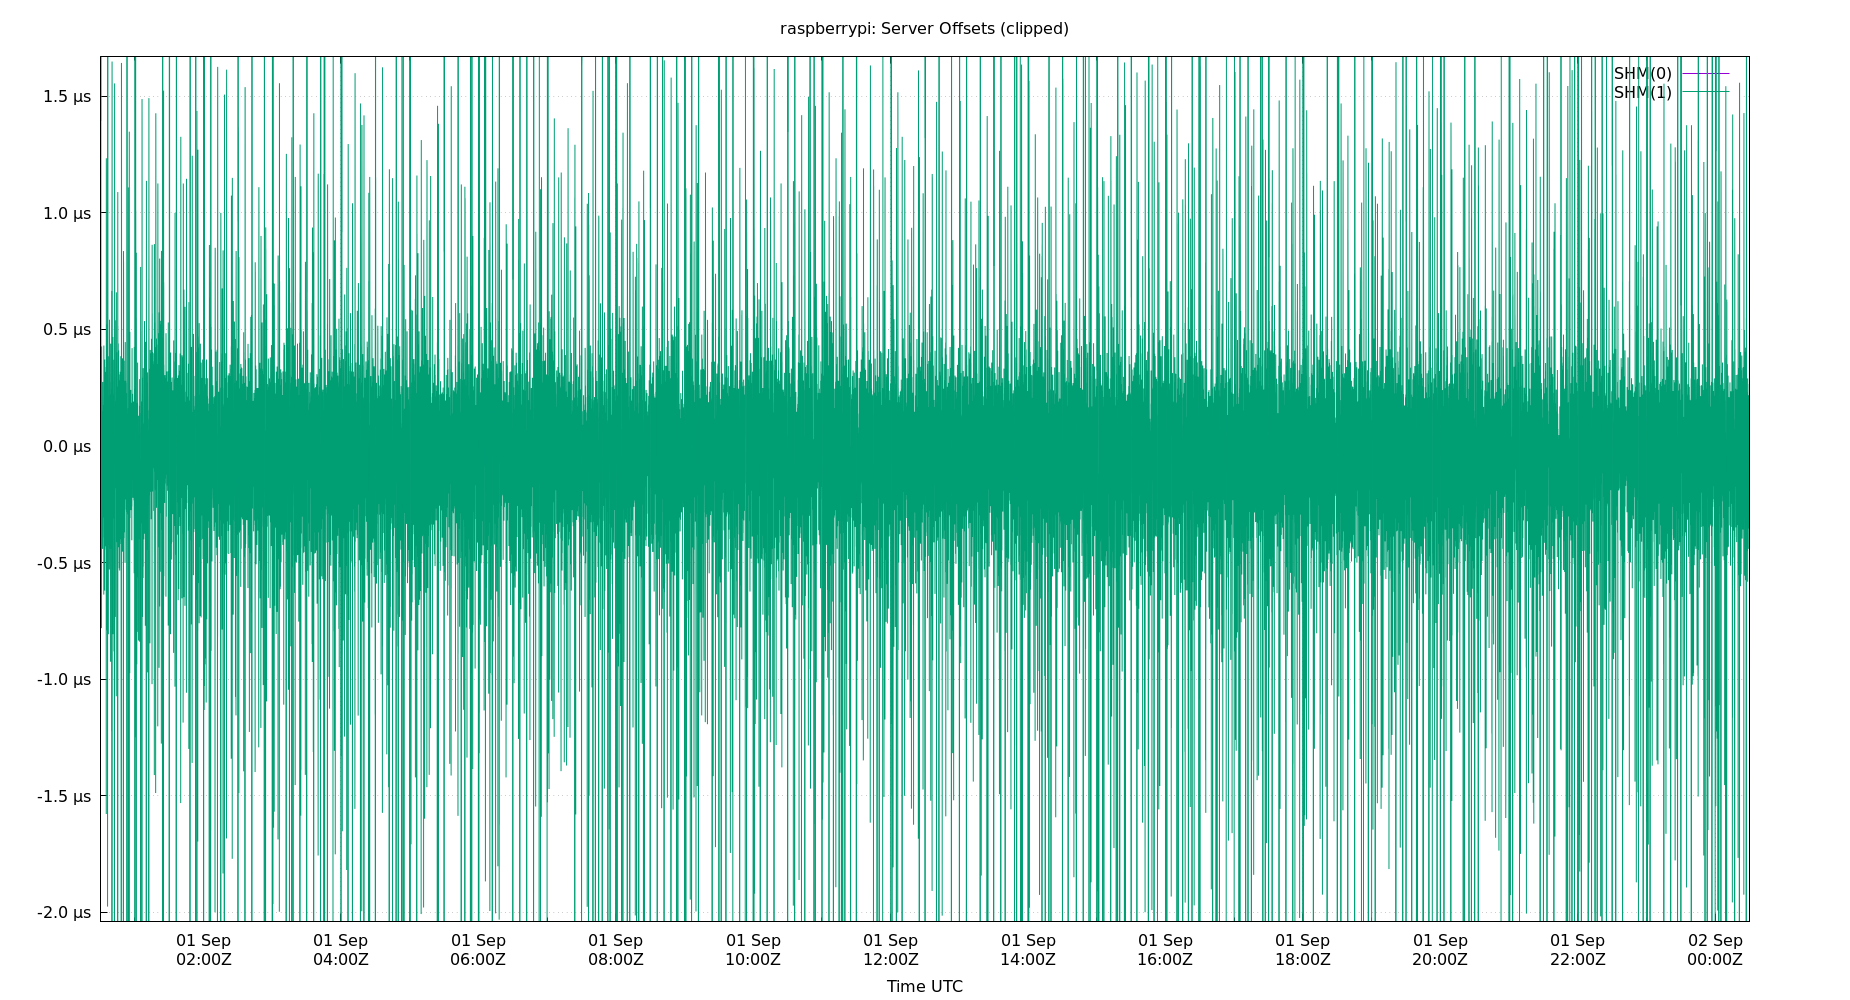 raspberrypi: Server Offsets (clipped)
SHM(0)
SHM(1)
1.5 µs
1.0 µs
0.5 µs
0.0 µs
-0.5 µs
-1.0 µs
-1.5 µs
-2.0 µs
01 Sep 01 Sep 01 Sep 01 Sep 01 Sep 01 Sep 01 Sep 01 Sep 01 Sep 01 Sep 01 Sep 02 Sep
02:00Z 04:00Z 06:00Z 08:00Z 10:00Z 12:00Z 14:00Z 16:00Z 18:00Z 20:00Z 22:00Z 00:00Z
Time UTC